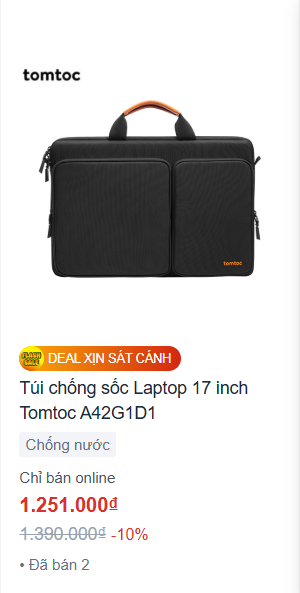 tomtoc
tomtoc
FLASH
SALE
DEAL XỊN SÁT CÁNH
Túi chống sốc Laptop 17 inch
Tomtoc A42G1D1
Chống nước
Chỉ bán online
1.251.000₫
1.390.000₫ -10%
• Đã bán 2